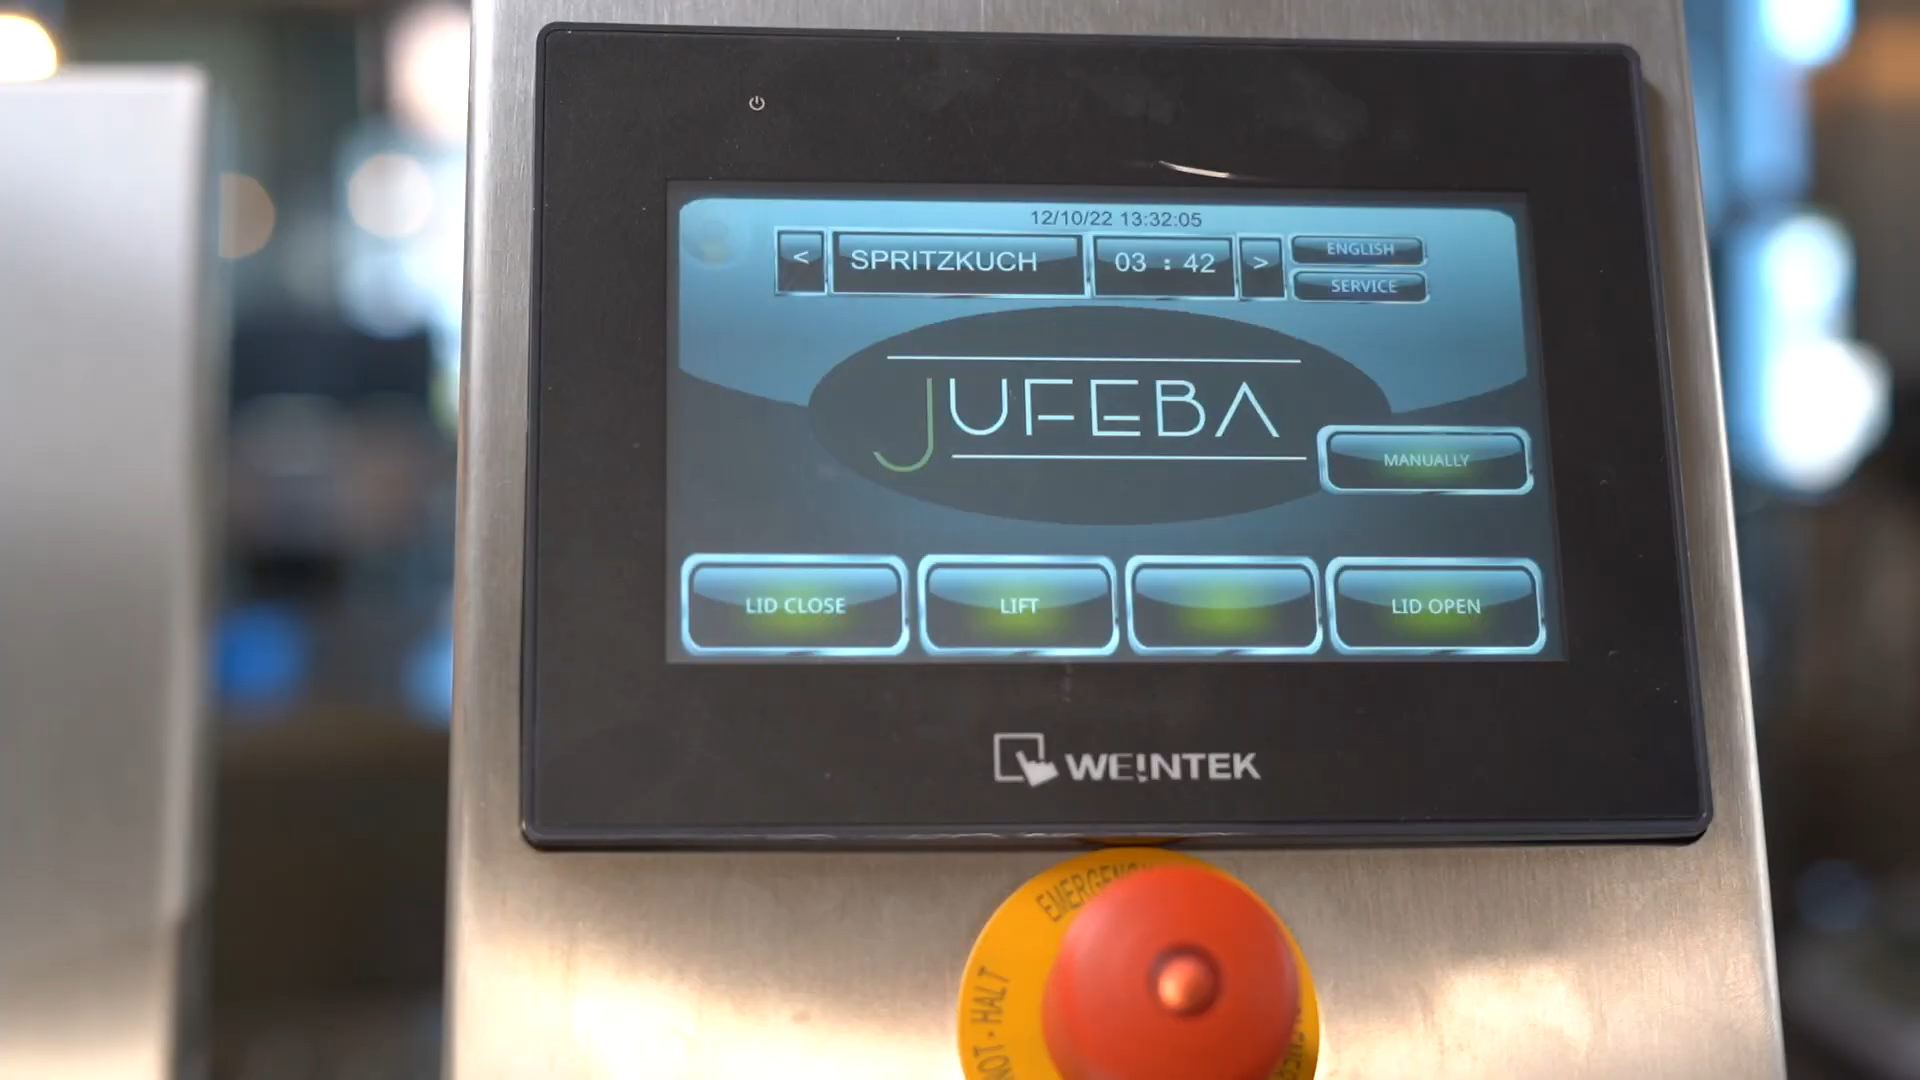 12/10/22 13:32:05
< SPRITZKUCH 03 : 42 > ENGLISH
SERVICE
JUFEBA
MANUALLY
LID CLOSE LIFT LID OPEN
WE!NTEK
NOT-HALT